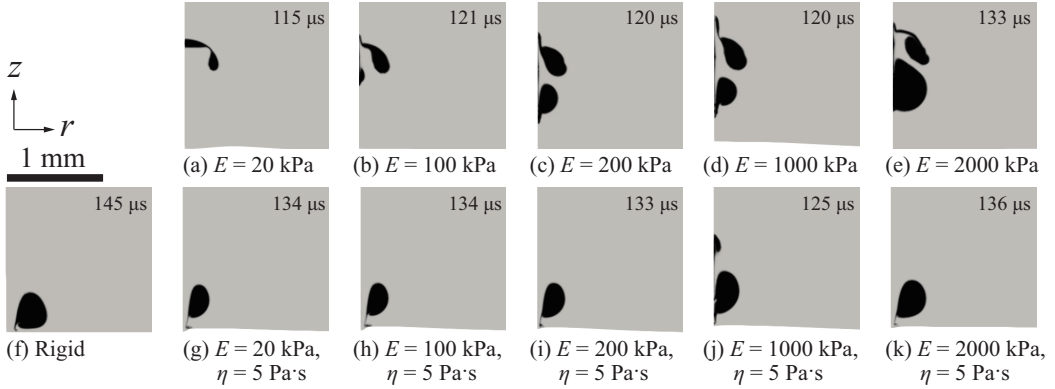 115 μs
121 μs
120 μs
120 μs
133 μs
z
r
1 mm
(a) E = 20 kPa
(b) E = 100 kPa
(c) E = 200 kPa
(d) E = 1000 kPa
(e) E = 2000 kPa
145 μs
134 μs
134 μs
133 μs
125 μs
136 μs
(f) Rigid
(g) E = 20 kPa,
η = 5 Pa·s
(h) E = 100 kPa,
η = 5 Pa·s
(i) E = 200 kPa,
η = 5 Pa·s
(j) E = 1000 kPa,
η = 5 Pa·s
(k) E = 2000 kPa,
η = 5 Pa·s